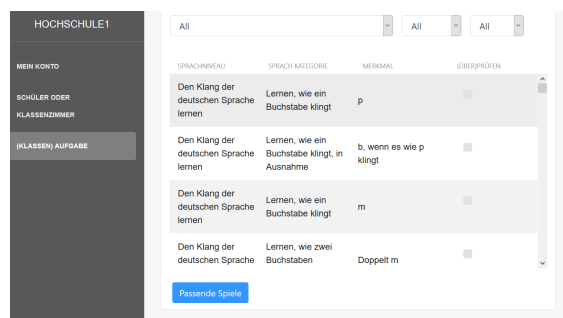 HOCHSCHULE1
All All All
MEIN KONTO
SCHÜLER ODER
KLASSENZIMMER
(KLASSEN) AUFGABE
SPRACHNIVEAU SPRACH KATEGORIE MERKMAL (ÜBER)PRÜFEN
Den Klang der
deutschen Sprache
lernen
Lernen, wie ein
Buchstabe klingt
p
Den Klang der
deutschen Sprache
lernen
Lernen, wie ein
Buchstabe klingt, in
Ausnahme
b, wenn es wie p
klingt
Den Klang der
deutschen Sprache
lernen
Lernen, wie ein
Buchstabe klingt
m
Den Klang der
deutschen Sprache
Lernen, wie zwei
Buchstaben
Doppelt m
Passende Spiele